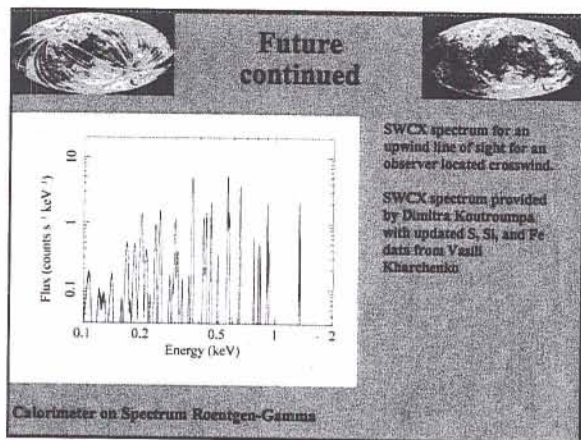 Future
continued
SWCX spectrum for an
upwind line of sight for an
observer located crosswind.
SWCX spectrum provided
by Dimitra Koutroumpa
with updated S, Si, and Fe
data from Vasili
Kharchenko
Flux (counts s⁻¹ keV⁻¹)
10
1
0.1
0.1 0.2 0.5 1 2
Energy (keV)
Calorimeter on Spectrum Roentgen-Gamma